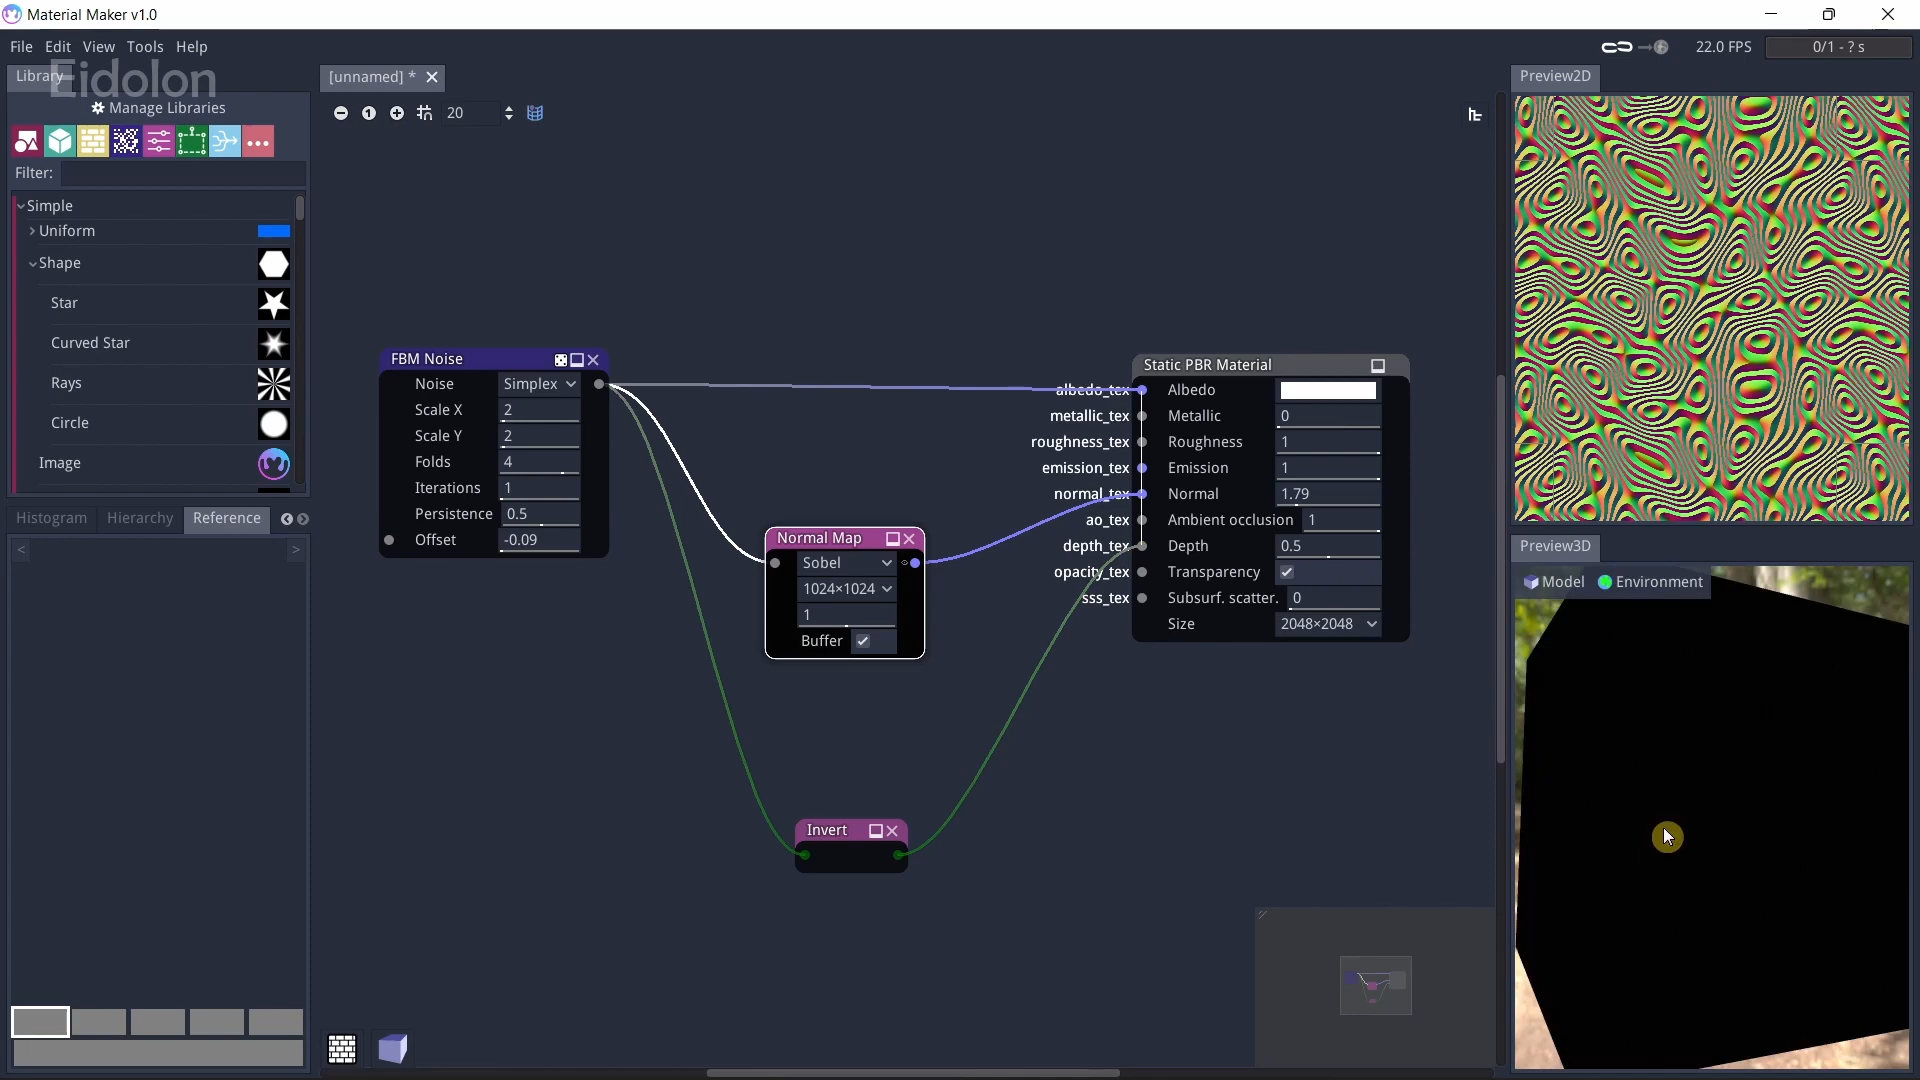 Material Maker v1.0
File Edit View Tools Help
22.0 FPS
0/1 - ? s
Library
Eidolon
Manage Libraries
Filter:
Simple
Uniform
Shape
Star
Curved Star
Rays
Circle
Image
Histogram Hierarchy Reference
< >
[unnamed] *
1
20
FBM Noise
Noise Simplex
Scale X 2
Scale Y 2
Folds 4
Iterations 1
Persistence 0.5
Offset -0.09
Normal Map
Sobel
1024×1024
1
Buffer
Invert
Static PBR Material
albedo_tex Albedo
metallic_tex Metallic 0
roughness_tex Roughness 1
emission_tex Emission 1
normal_tex Normal 1.79
ao_tex Ambient occlusion 1
depth_tex Depth 0.5
opacity_tex Transparency
sss_tex Subsurf. scatter. 0
Size 2048×2048
Preview2D
Preview3D
Model Environment